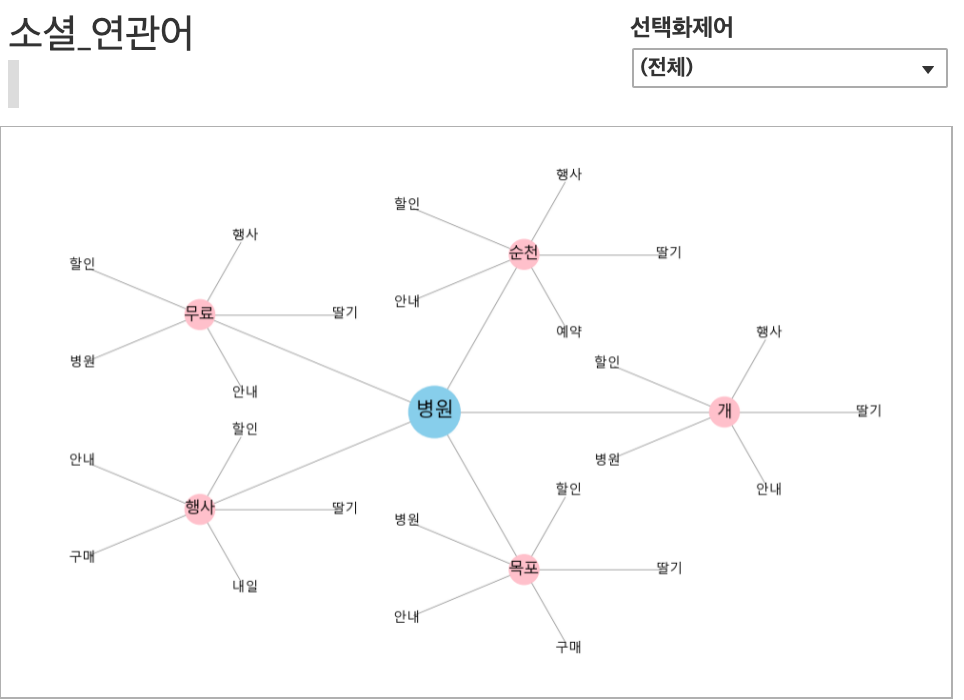 소셜_연관어
선택화제어
(전체)
행사
할인
순천
딸기
안내
예약
행사
할인
무료
딸기
병원
안내
병원
행사
할인
개
딸기
병원
안내
할인
안내
행사
딸기
구매
내일
할인
병원
목포
딸기
안내
구매